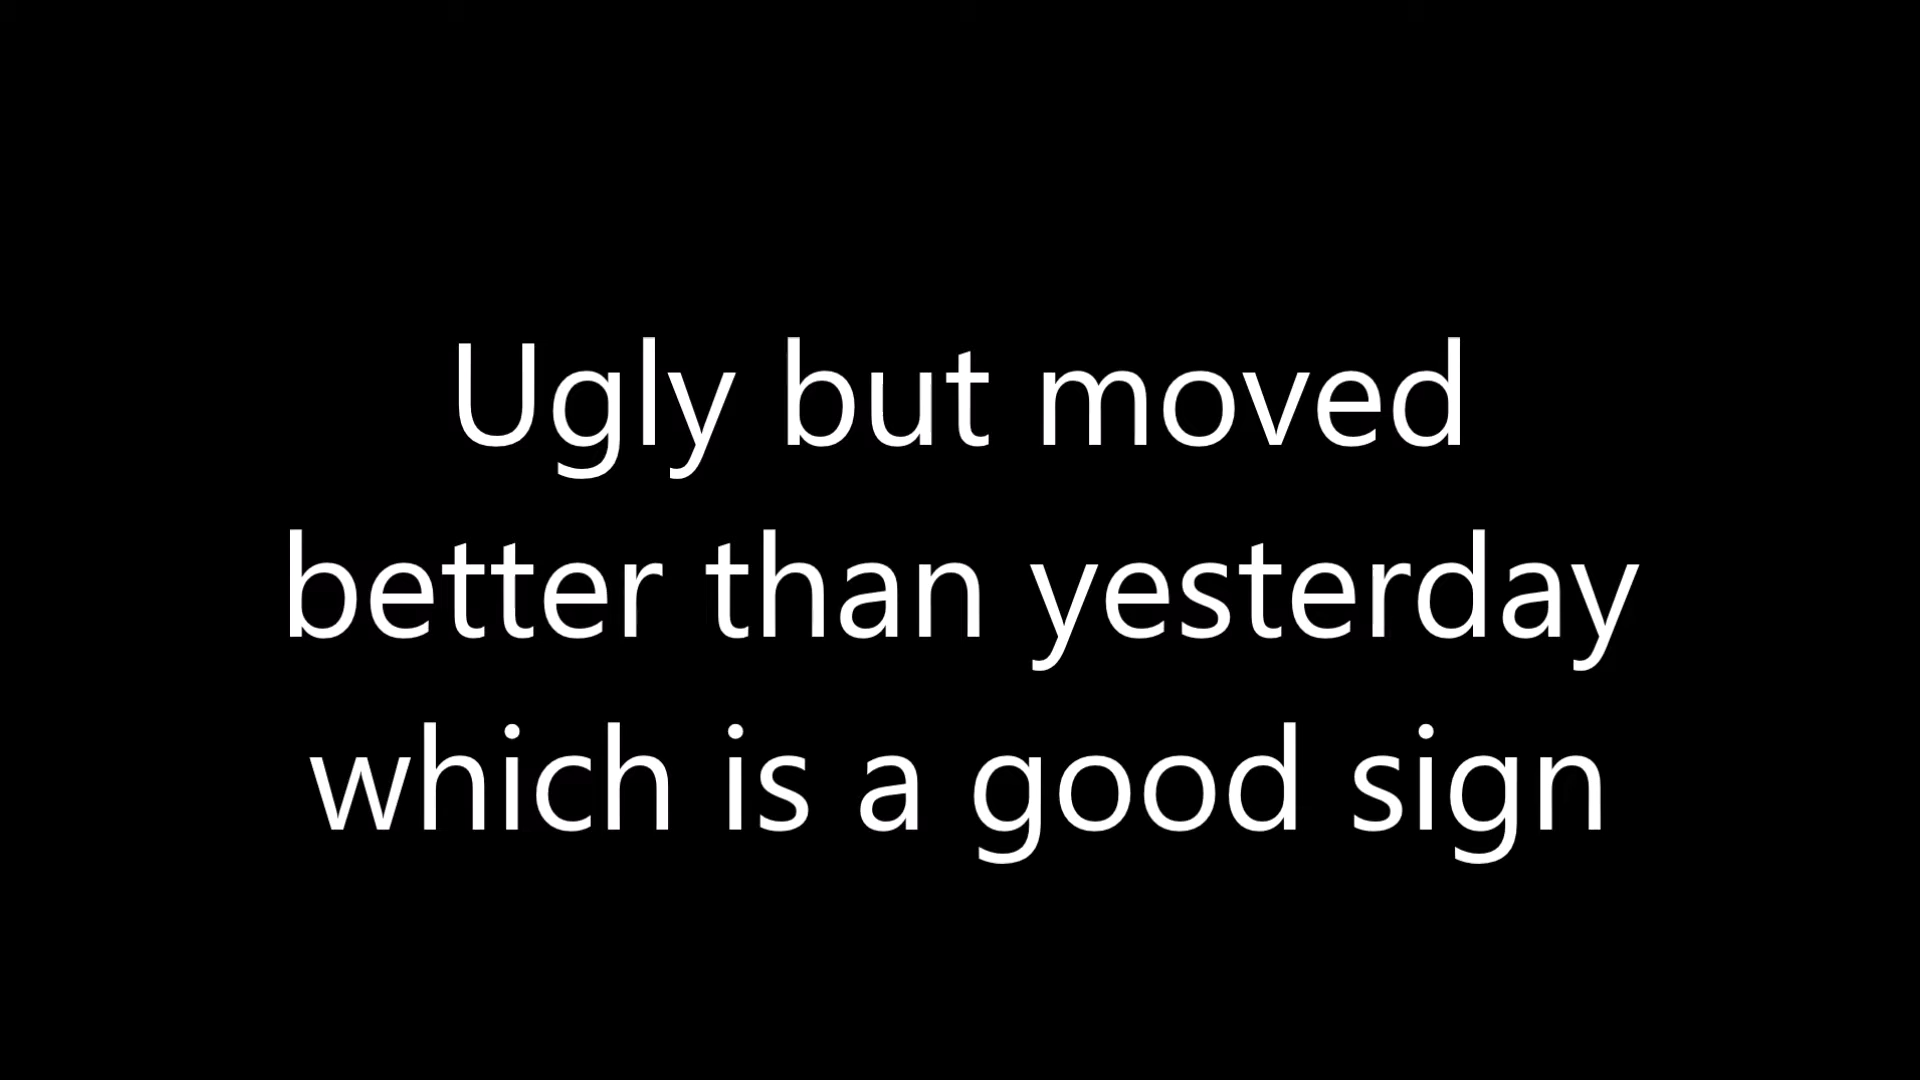 Ugly but moved
better than yesterday
which is a good sign